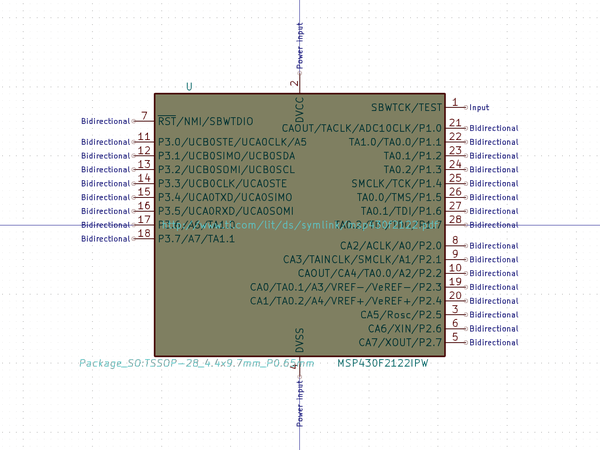 Power input
2
DVCC
U
SBWTCK/TEST 1 Input
Bidirectional 7 RST/NMI/SBWTDIO
CAOUT/TACLK/ADC10CLK/P1.0 21 Bidirectional
Bidirectional 11 P3.0/UCB0STE/UCA0CLK/A5
TA1.0/TA0.0/P1.1 22 Bidirectional
Bidirectional 12 P3.1/UCB0SIMO/UCB0SDA
TA0.1/P1.2 23 Bidirectional
Bidirectional 13 P3.2/UCB0SOMI/UCB0SCL
TA0.2/P1.3 24 Bidirectional
Bidirectional 14 P3.3/UCB0CLK/UCA0STE
SMCLK/TCK/P1.4 25 Bidirectional
Bidirectional 15 P3.4/UCA0TXD/UCA0SIMO
TA0.0/TMS/P1.5 26 Bidirectional
Bidirectional 16 P3.5/UCA0RXD/UCA0SOMI
TA0.1/TDI/P1.6 27 Bidirectional
Bidirectional 17
28 Bidirectional
Bidirectional 18 P3.7/A7/TA1.1
CA2/ACLK/A0/P2.0 8 Bidirectional
CA3/TAINCLK/SMCLK/A1/P2.1 9 Bidirectional
CAOUT/CA4/TA0.0/A2/P2.2 10 Bidirectional
CA0/TA0.1/A3/VREF-/VeREF-/P2.3 19 Bidirectional
CA1/TA0.2/A4/VREF+/VeREF+/P2.4 20 Bidirectional
CA5/Rosc/P2.5 3 Bidirectional
CA6/XIN/P2.6 6 Bidirectional
CA7/XOUT/P2.7 5 Bidirectional
DVSS
4
Power input
Package_SO:TSSOP-28_4.4x9.7mm_P0.65mm
MSP430F2122IPW